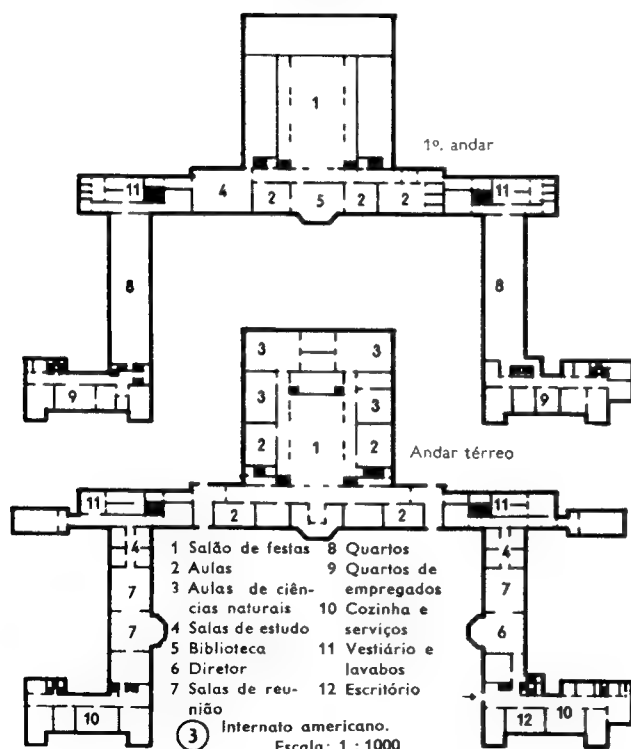 1
1º. andar
11
4
2
5
2
2
11
8
8
9
9
3
3
3
3
2
1
2
Andar térreo
11
2
2
11
4
4
7
7
7
6
10
12
10
1 Salão de festas
2 Aulas
3 Aulas de ciên-
cias naturais
4 Salas de estudo
5 Biblioteca
6 Diretor
7 Salas de reu-
nião
8 Quartos
9 Quartos de
empregados
10 Cozinha e
serviços
11 Vestiário e
lavabos
12 Escritório
3 Internato americano.
Escala: 1 : 1000